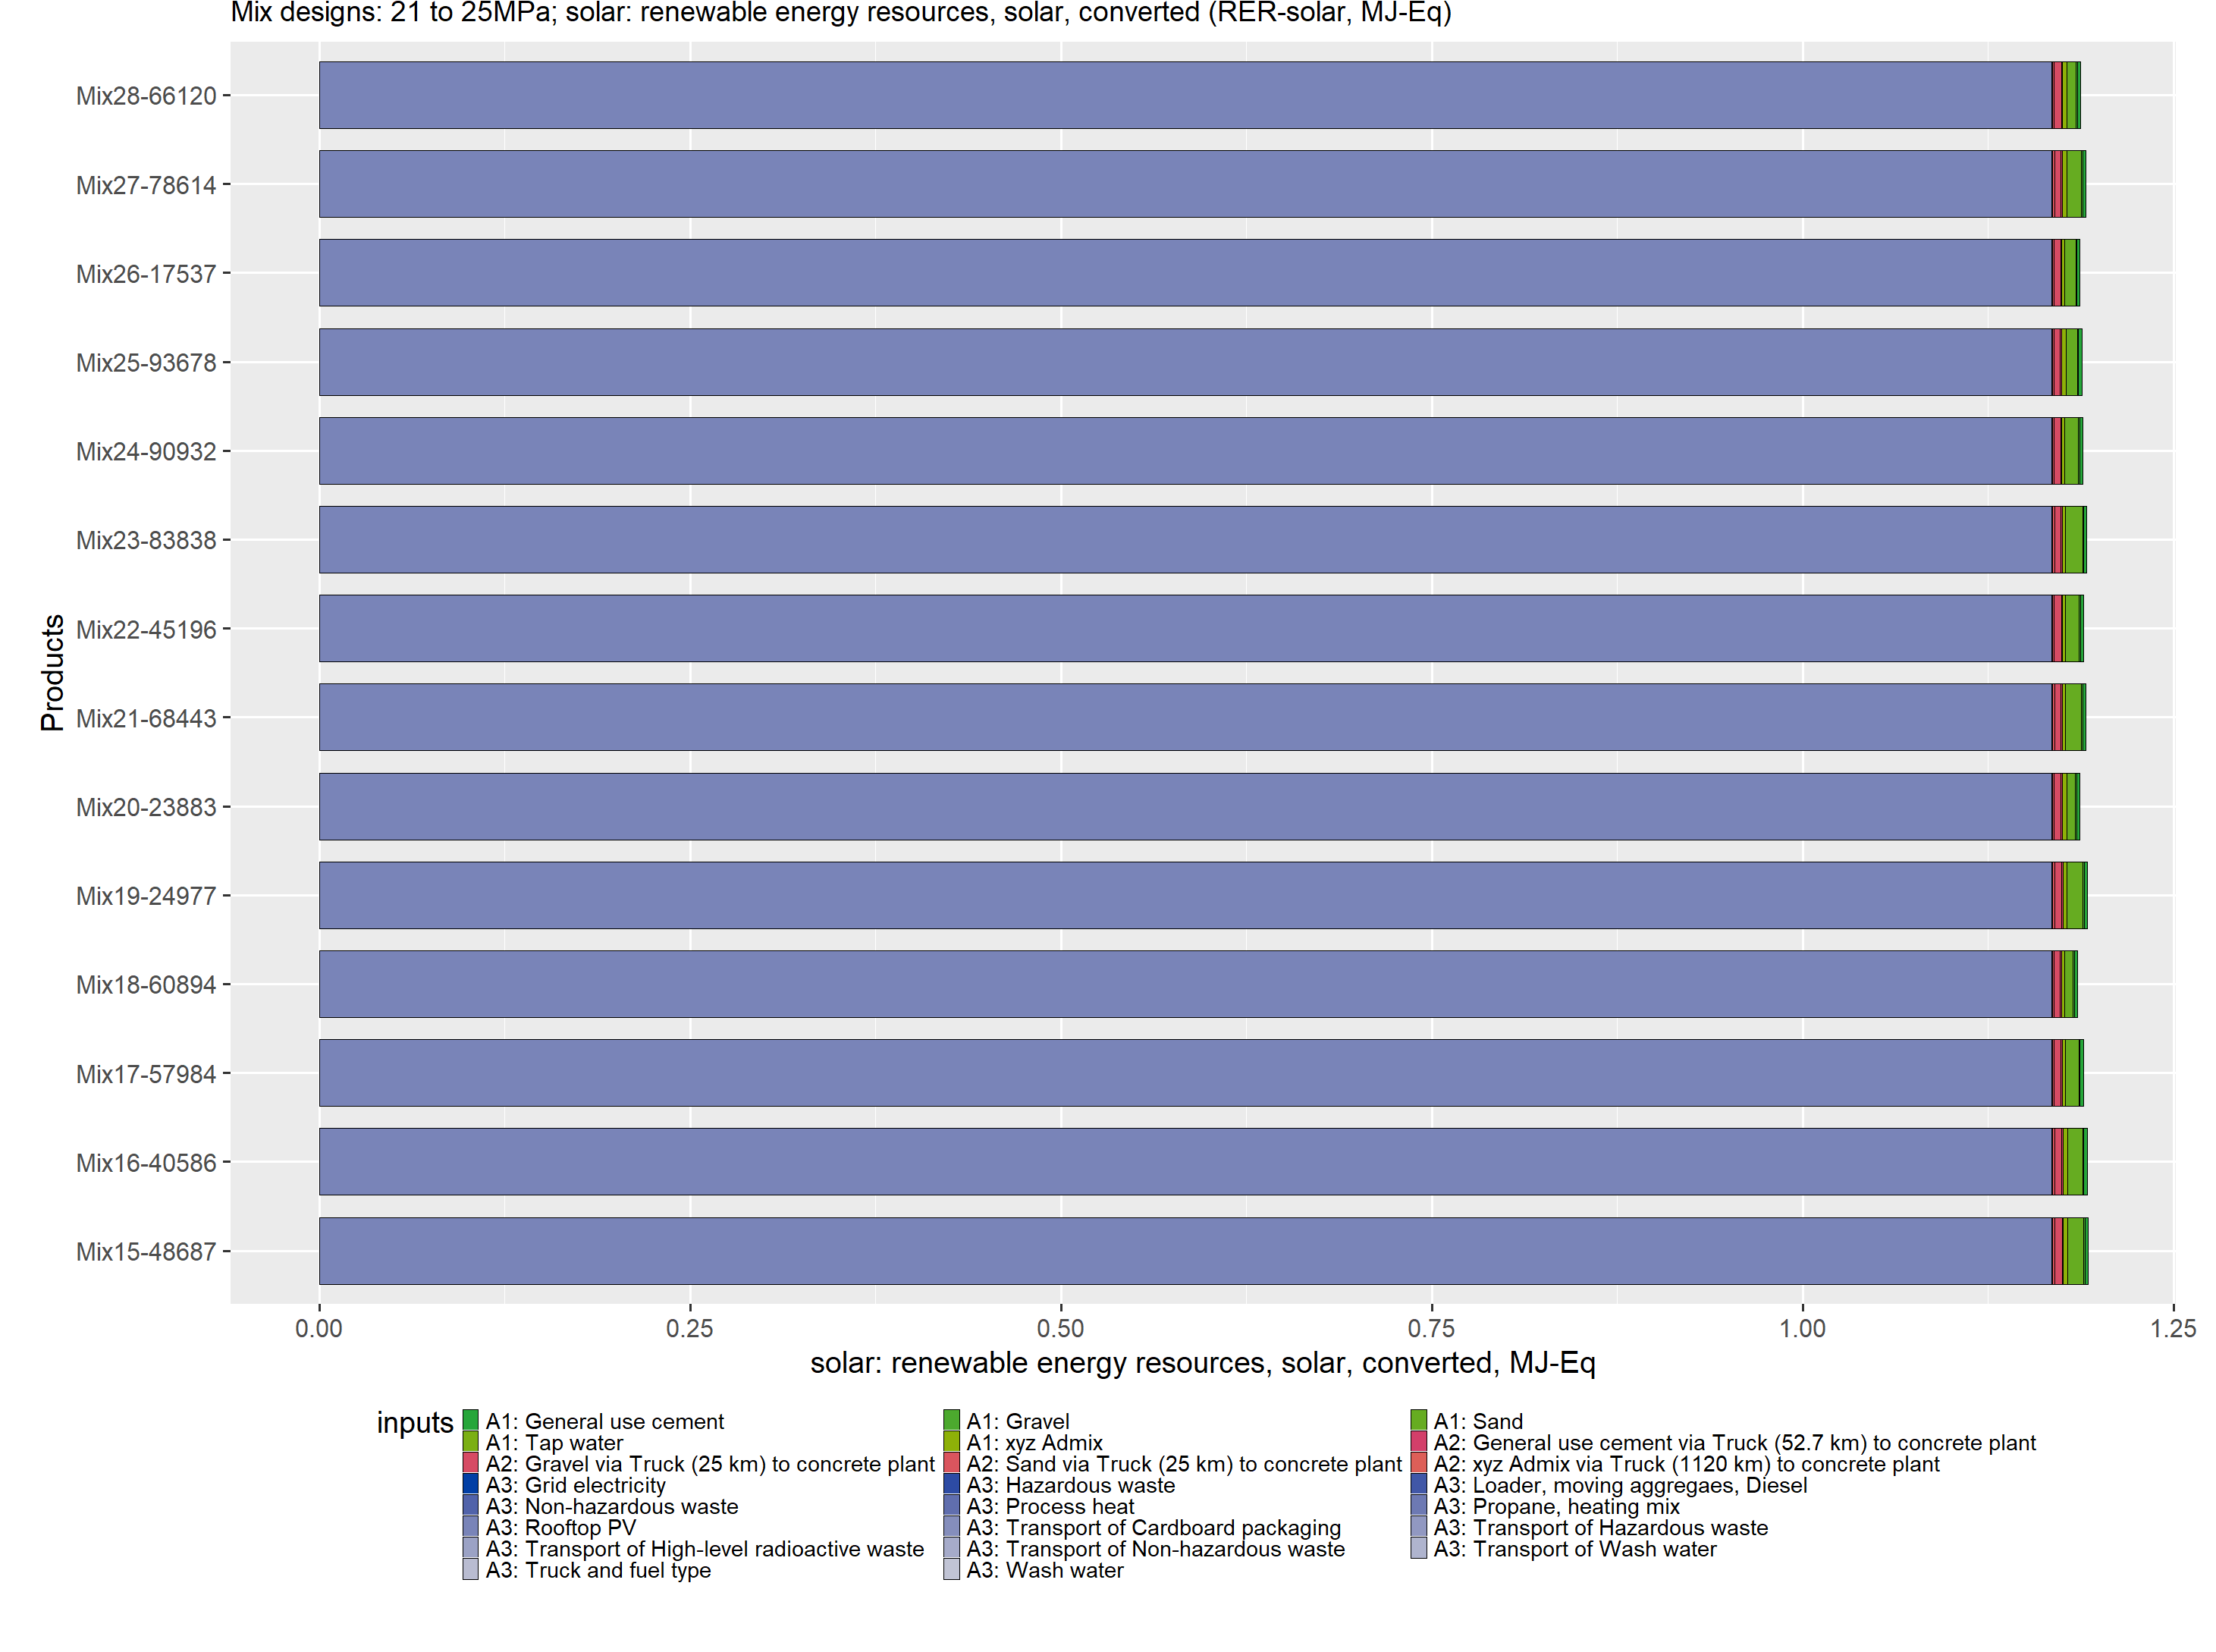 Mix designs: 21 to 25MPa; solar: renewable energy resources, solar, converted (RER-solar, MJ-Eq)
Products
Mix28-66120
Mix27-78614
Mix26-17537
Mix25-93678
Mix24-90932
Mix23-83838
Mix22-45196
Mix21-68443
Mix20-23883
Mix19-24977
Mix18-60894
Mix17-57984
Mix16-40586
Mix15-48687
0.00 0.25 0.50 0.75 1.00 1.25
solar: renewable energy resources, solar, converted, MJ-Eq
inputs
A1: General use cement A1: Gravel A1: Sand
A1: Tap water A1: xyz Admix A2: General use cement via Truck (52.7 km) to concrete plant
A2: Gravel via Truck (25 km) to concrete plant A2: Sand via Truck (25 km) to concrete plant A2: xyz Admix via Truck (1120 km) to concrete plant
A3: Grid electricity A3: Hazardous waste A3: Loader, moving aggregaes, Diesel
A3: Non-hazardous waste A3: Process heat A3: Propane, heating mix
A3: Rooftop PV A3: Transport of Cardboard packaging A3: Transport of Hazardous waste
A3: Transport of High-level radioactive waste A3: Transport of Non-hazardous waste A3: Transport of Wash water
A3: Truck and fuel type A3: Wash water